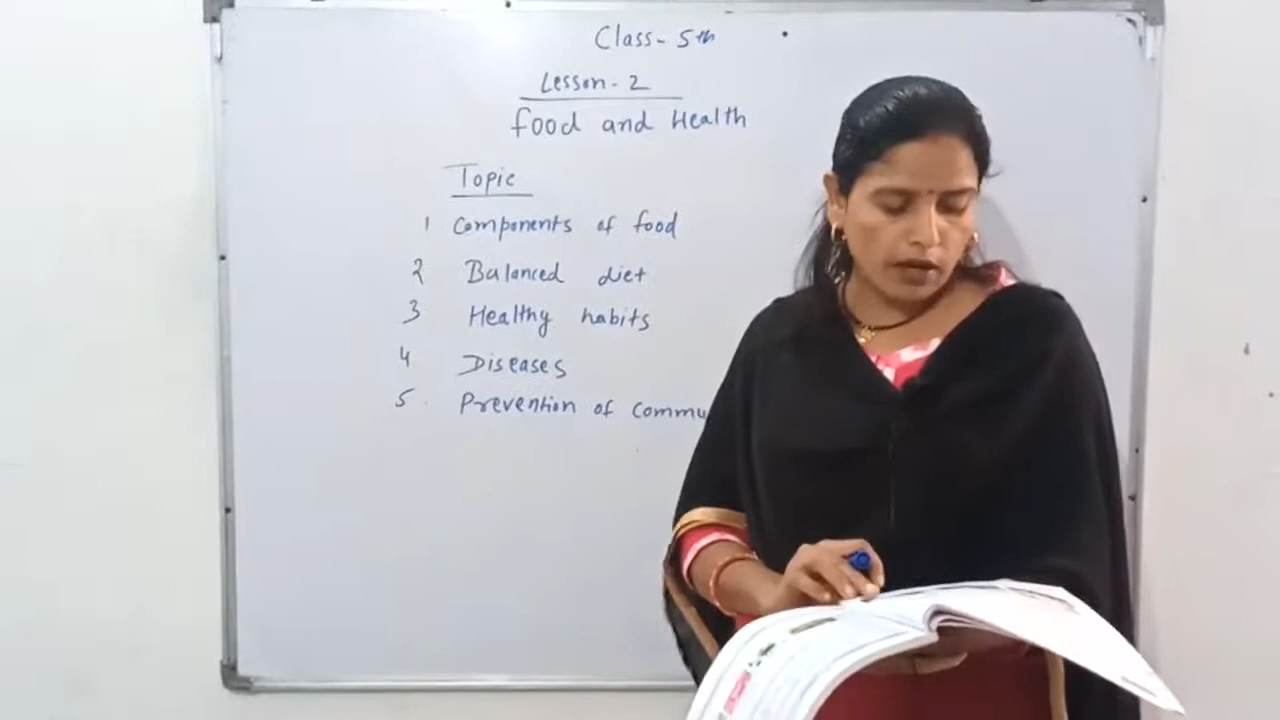 Class - 5th
Lesson - 2
food and Health
Topic
1 Components of food
2 Balanced diet
3 Healthy habits
4 Diseases
5 Prevention of commu